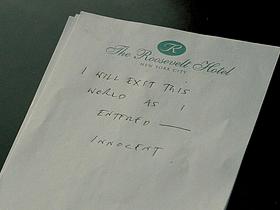 R
The Roosevelt Hotel
NEW YORK CITY
I WILL EXIT THIS
WORLD AS I
ENTERED —
INNOCENT